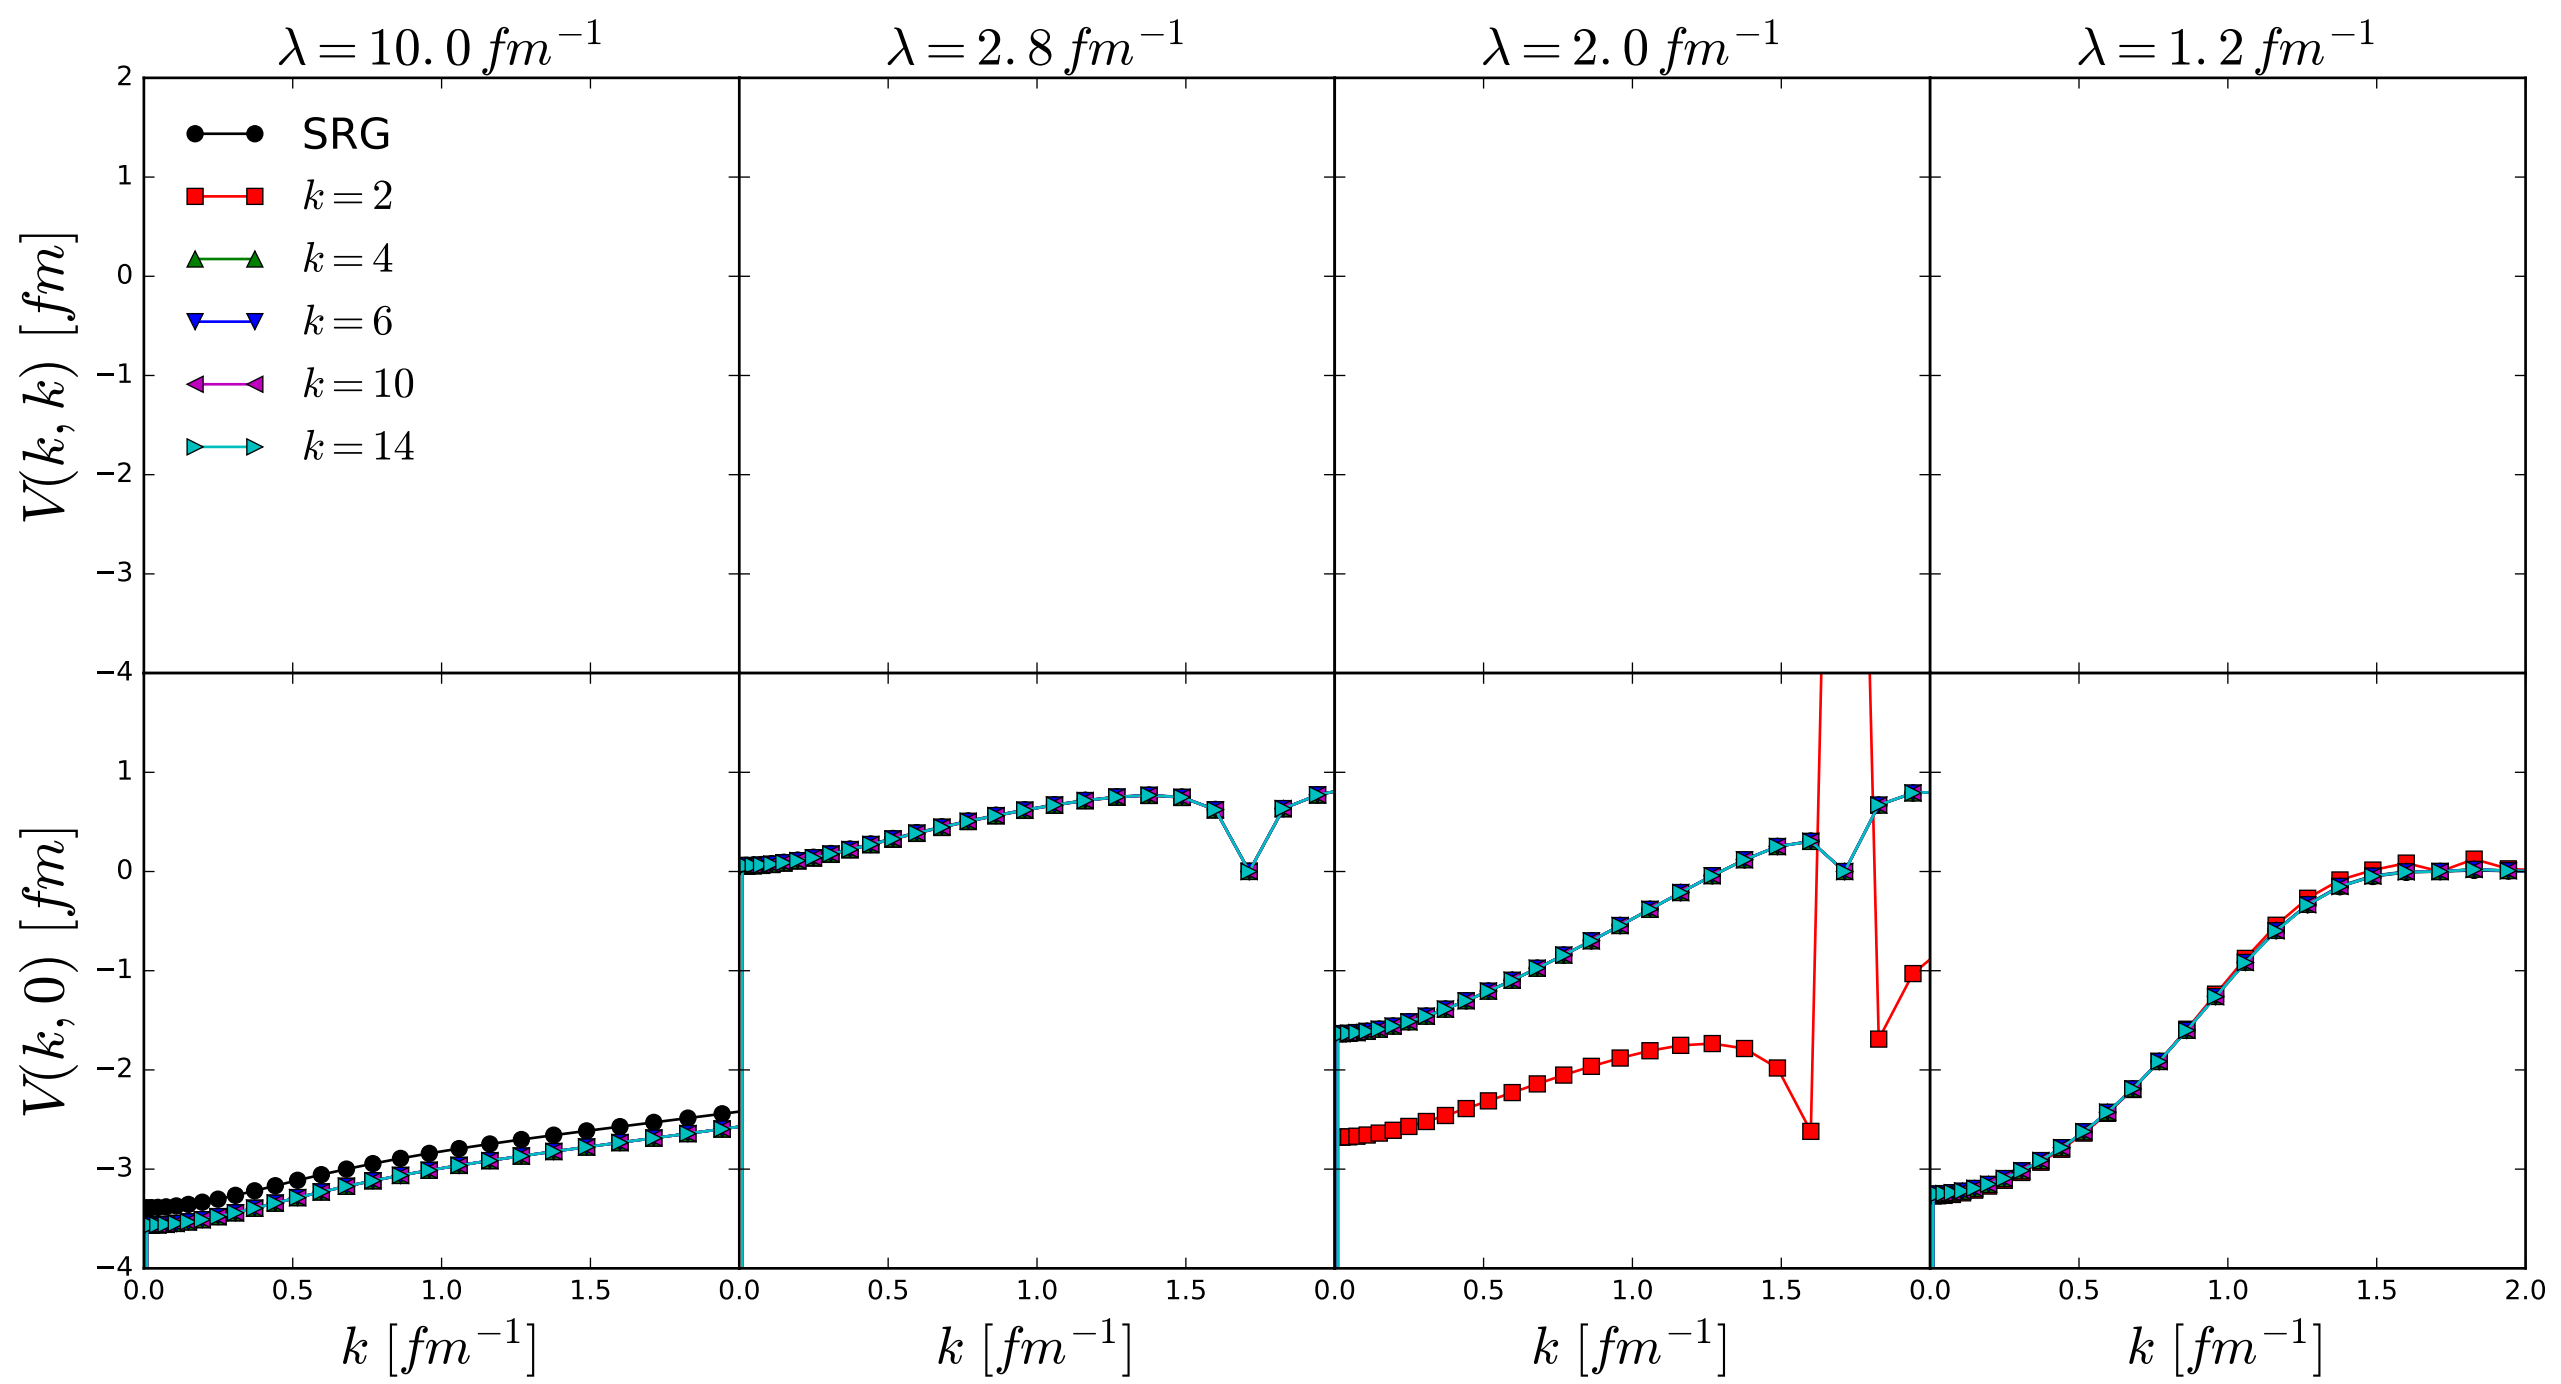 λ = 10.0 fm⁻¹ λ = 2.8 fm⁻¹ λ = 2.0 fm⁻¹ λ = 1.2 fm⁻¹
2
1
0
−1
−2
−3
−4
V(k, k) [fm]
SRG
k = 2
k = 4
k = 6
k = 10
k = 14
1
0
−1
−2
−3
−4
V(k, 0) [fm]
0.0 0.5 1.0 1.5 0.0 0.5 1.0 1.5 0.0 0.5 1.0 1.5 0.0 0.5 1.0 1.5 2.0
k [fm⁻¹] k [fm⁻¹] k [fm⁻¹] k [fm⁻¹]